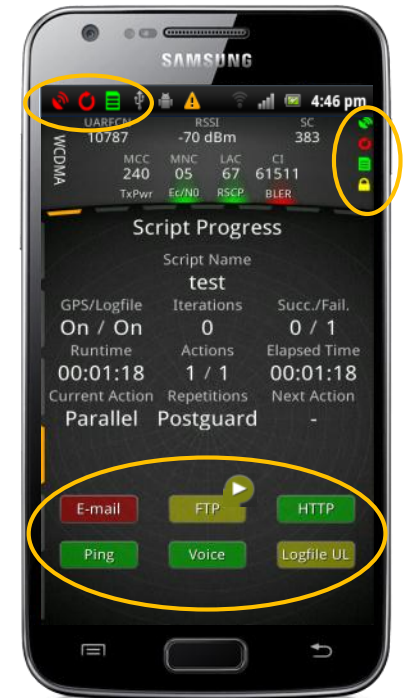 SAMSUNG
4:46 pm
UARFCN RSSI SC
10787 -70 dBm 383
WCDMA
MCC MNC LAC CI
240 05 67 61511
TxPwr Ec/N0 RSCP BLER
Script Progress
Script Name
test
GPS/Logfile Iterations Succ./Fail.
On / On 0 0 / 1
Runtime Actions Elapsed Time
00:01:18 1 / 1 00:01:18
Current Action Repetitions Next Action
Parallel Postguard -
E-mail FTP HTTP
Ping Voice Logfile UL